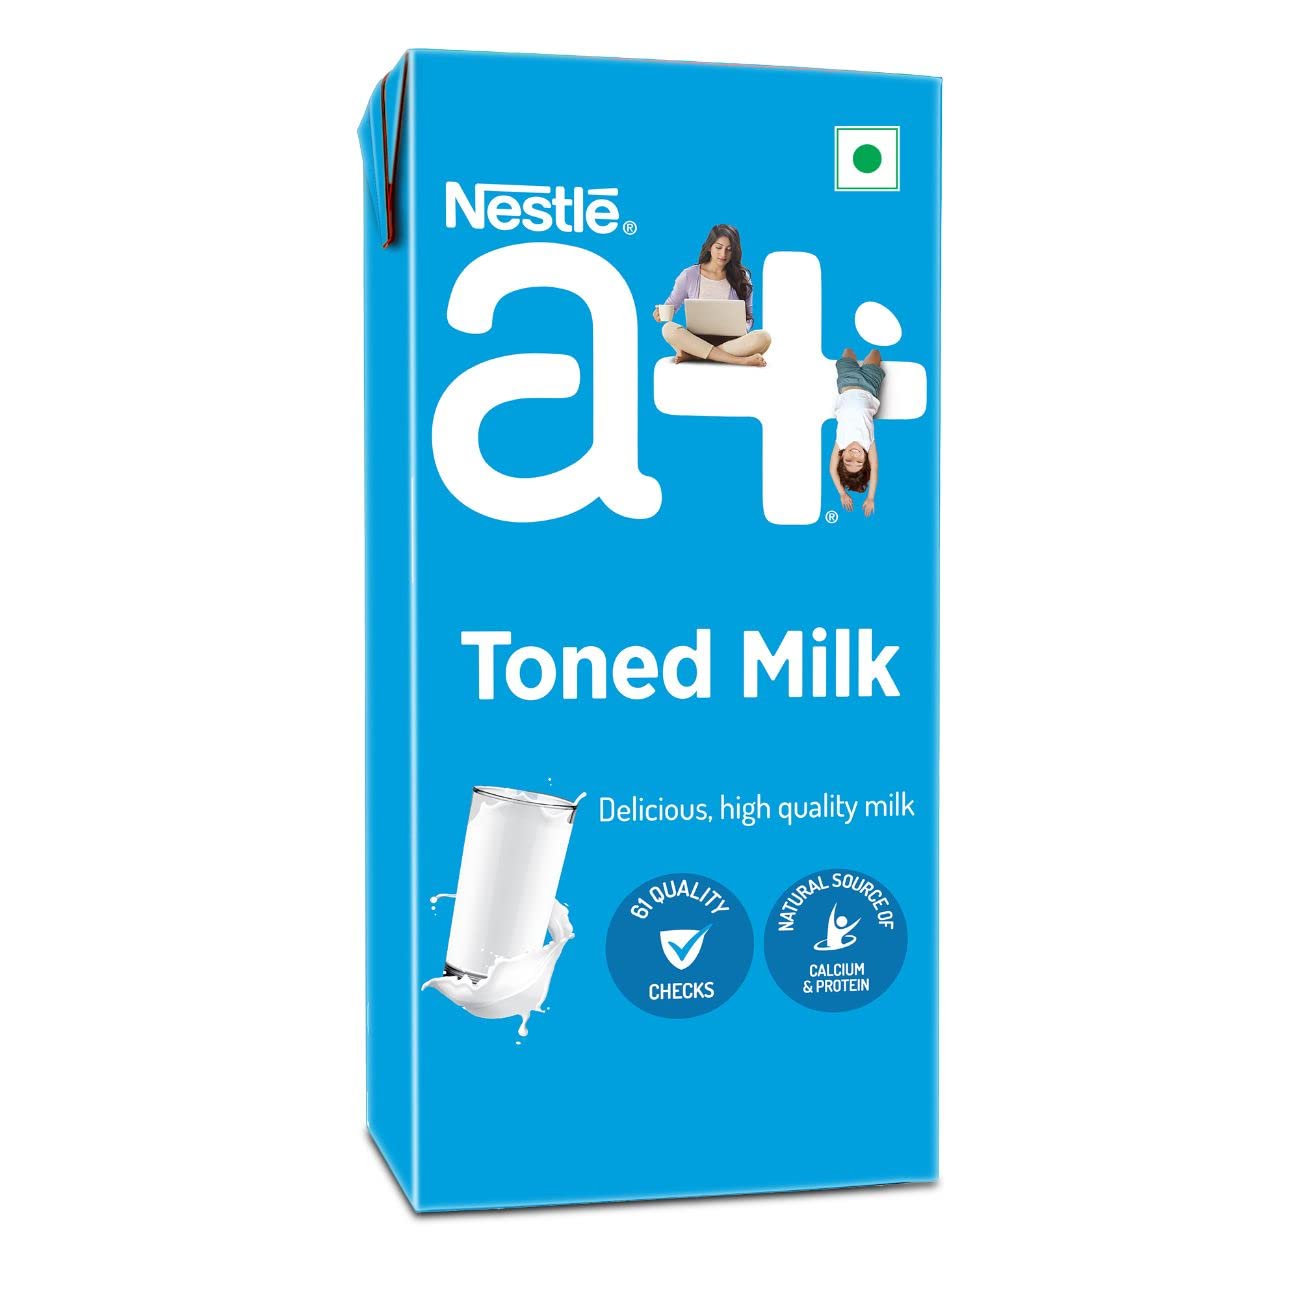 Nestlé®
a+®
Toned Milk
Delicious, high quality milk
61 QUALITY
CHECKS
NATURAL SOURCE OF
CALCIUM
& PROTEIN